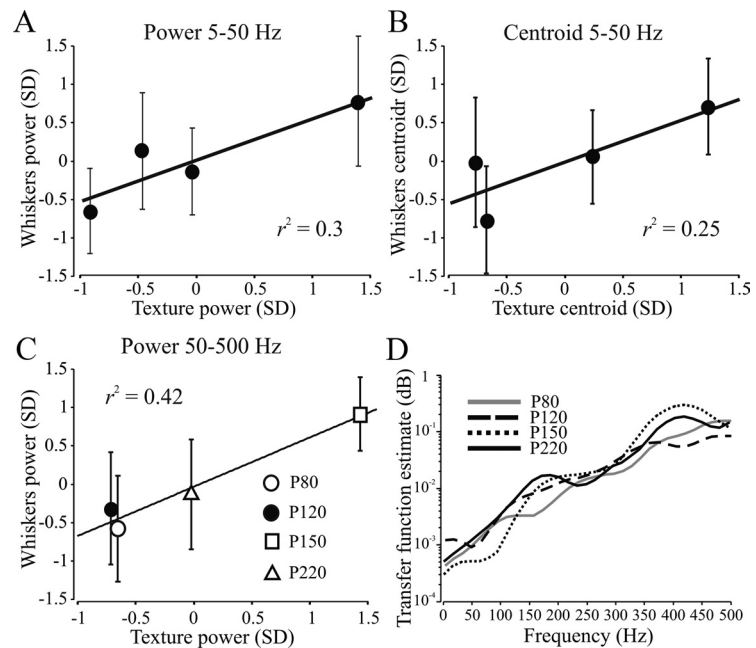 A
Power 5-50 Hz
Whiskers power (SD)
1.5
1
0.5
0
-0.5
-1
-1.5
r² = 0.3
-1 -0.5 0 0.5 1 1.5
Texture power (SD)
B
Centroid 5-50 Hz
Whiskers centroidr (SD)
1.5
1
0.5
0
-0.5
-1
-1.5
r² = 0.25
-1 -0.5 0 0.5 1 1.5
Texture centroid (SD)
C
Power 50-500 Hz
Whiskers power (SD)
1.5
1
0.5
0
-0.5
-1
-1.5
r² = 0.42
P80
P120
P150
P220
-1 -0.5 0 0.5 1 1.5
Texture power (SD)
D
Transfer function estimate (dB)
1
10⁻¹
10⁻²
10⁻³
10⁻⁴
P80
P120
P150
P220
0 50 100 150 200 250 300 350 400 450 500
Frequency (Hz)